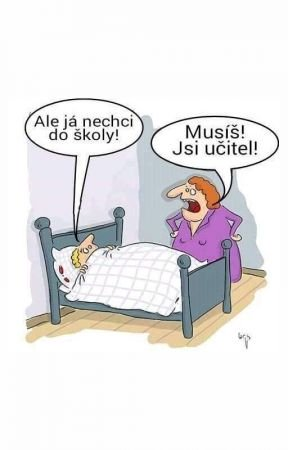 Ale já nechci
do školy!
Musíš!
Jsi učitel!